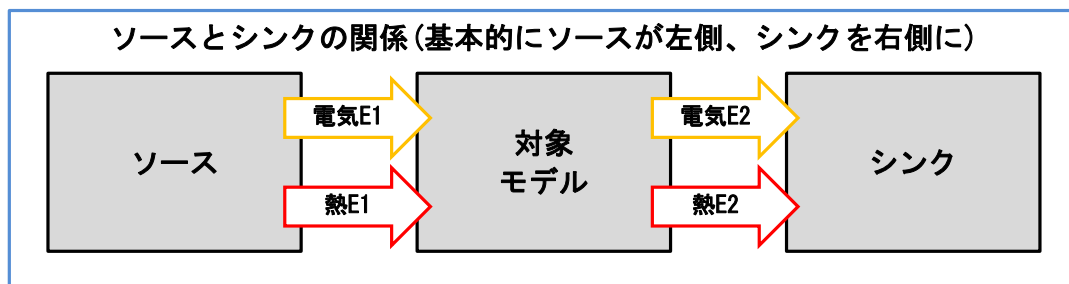 ソースとシンクの関係(基本的にソースが左側、シンクを右側に)
ソース
電気E1
熱E1
対象
モデル
電気E2
熱E2
シンク